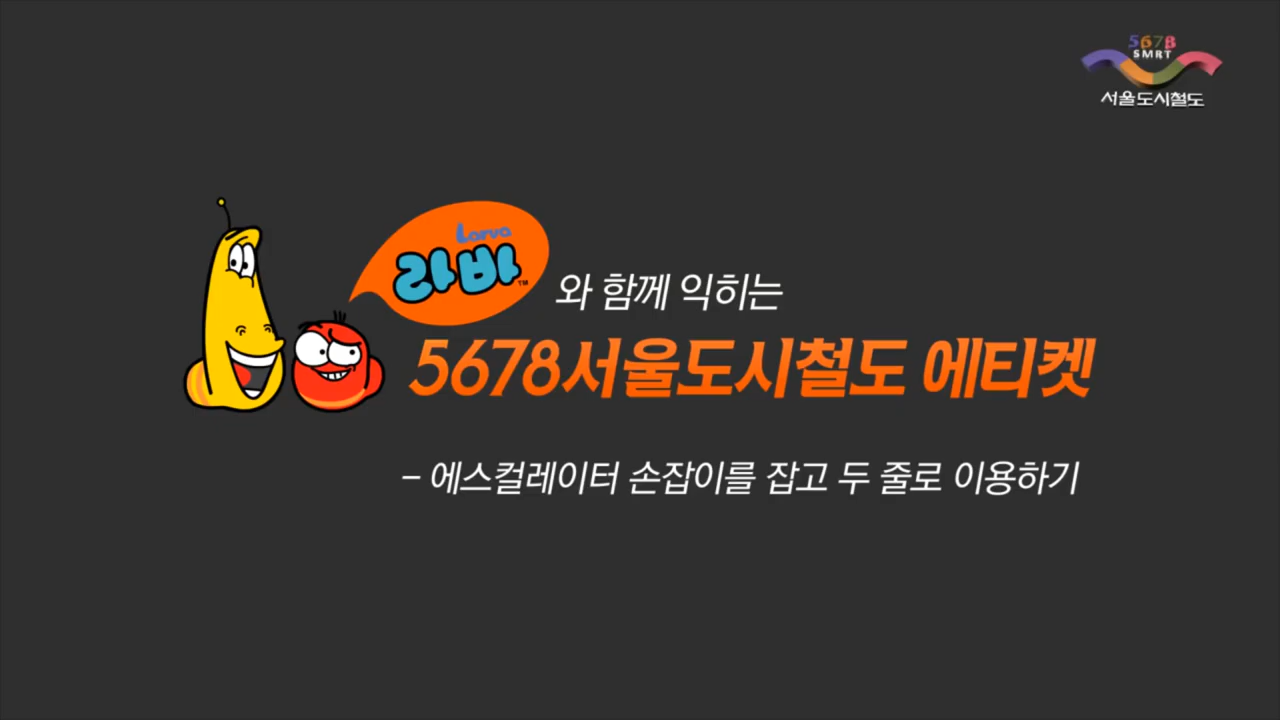 5678
SMRT
서울도시철도
Larva
라바™
와 함께 익히는
5678서울도시철도 에티켓
– 에스컬레이터 손잡이를 잡고 두 줄로 이용하기